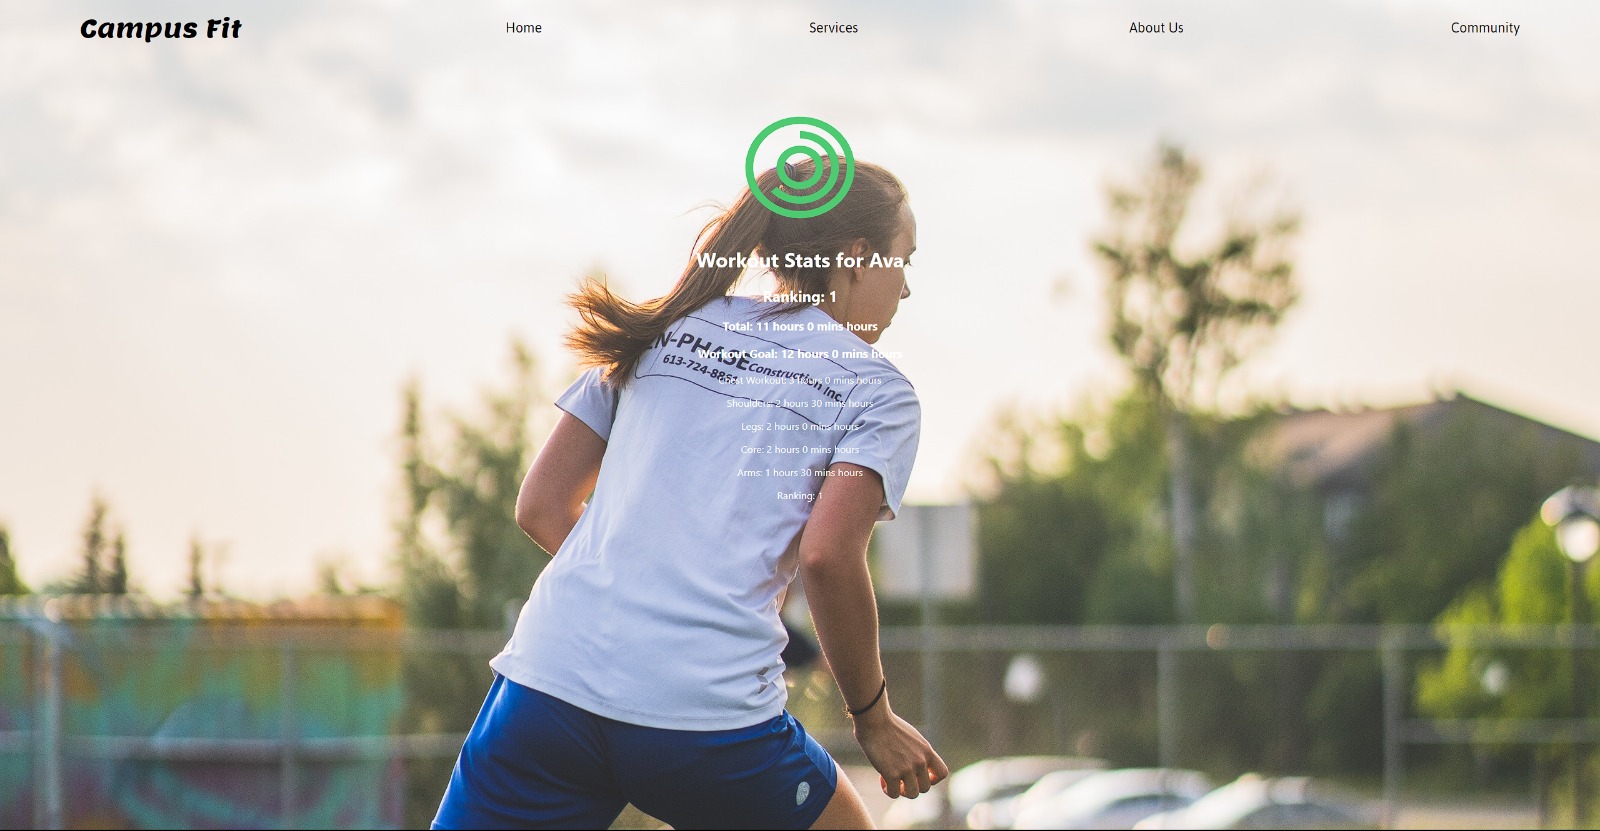 Campus Fit
Home
Services
About Us
Community
Workout Stats for Ava
Ranking: 1
Total: 11 hours 0 mins hours
EN-PHASE Construction Inc.
Workout Goal: 12 hours 0 mins hours
613-724-8851
Chest Workout: 3 hours 0 mins hours
Shoulders: 2 hours 30 mins hours
Legs: 2 hours 0 mins hours
Core: 2 hours 0 mins hours
Arms: 1 hours 30 mins hours
Ranking: 1